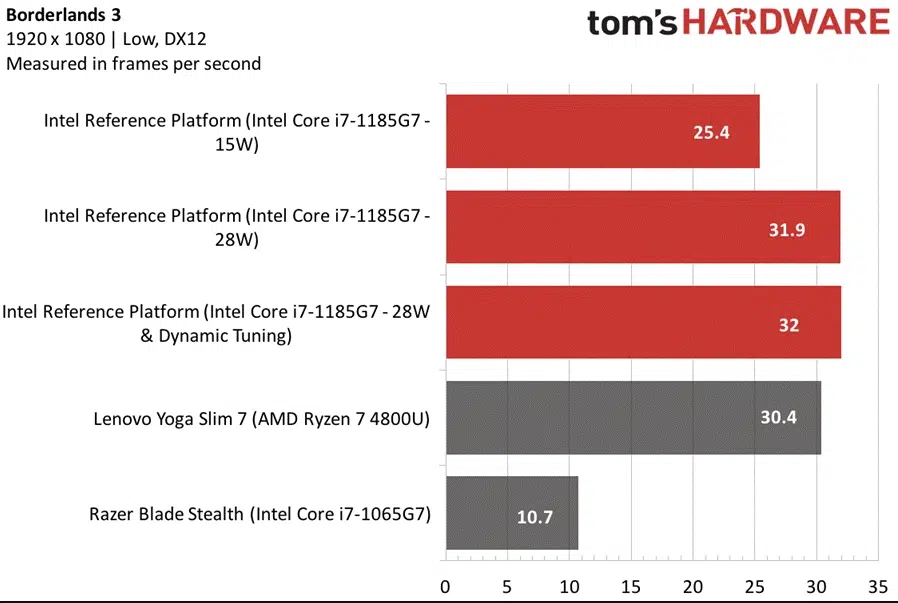 Borderlands 3
tom's HARDWARE
1920 x 1080 | Low, DX12
Measured in frames per second
Intel Reference Platform (Intel Core i7-1185G7 -
15W)
25.4
Intel Reference Platform (Intel Core i7-1185G7 -
28W)
31.9
Intel Reference Platform (Intel Core i7-1185G7 - 28W
& Dynamic Tuning)
32
Lenovo Yoga Slim 7 (AMD Ryzen 7 4800U)
30.4
Razer Blade Stealth (Intel Core i7-1065G7)
10.7
0 5 10 15 20 25 30 35